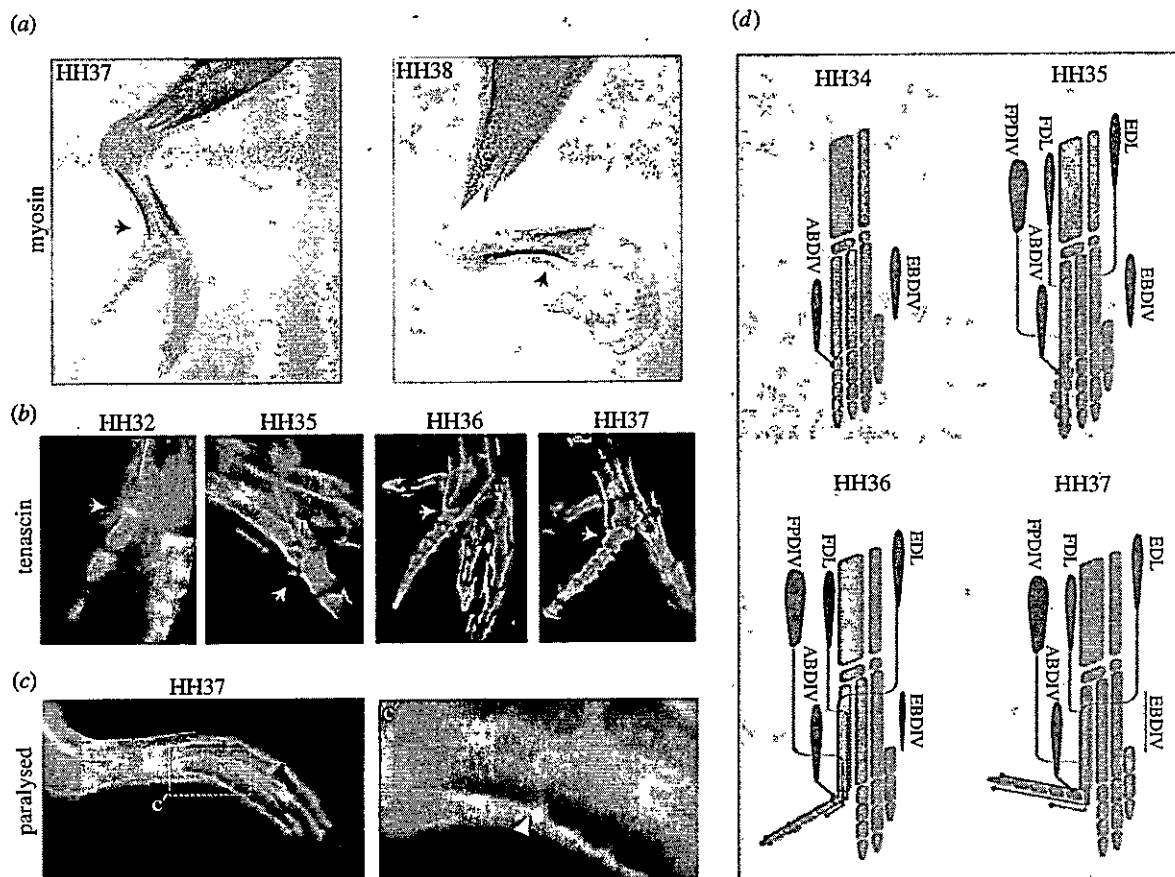 (a)
HH37
HH38
myosin
(b)
HH32
HH35
HH36
HH37
tenascin
(c)
HH37
c'
paralysed
(d)
HH34
ABDIV
EBDIV
HH35
FPDIV
FDL
EDL
ABDIV
EBDIV
HH36
FPDIV
FDL
EDL
ABDIV
EBDIV
HH37
FPDIV
FDL
EDL
ABDIV
EBDIV